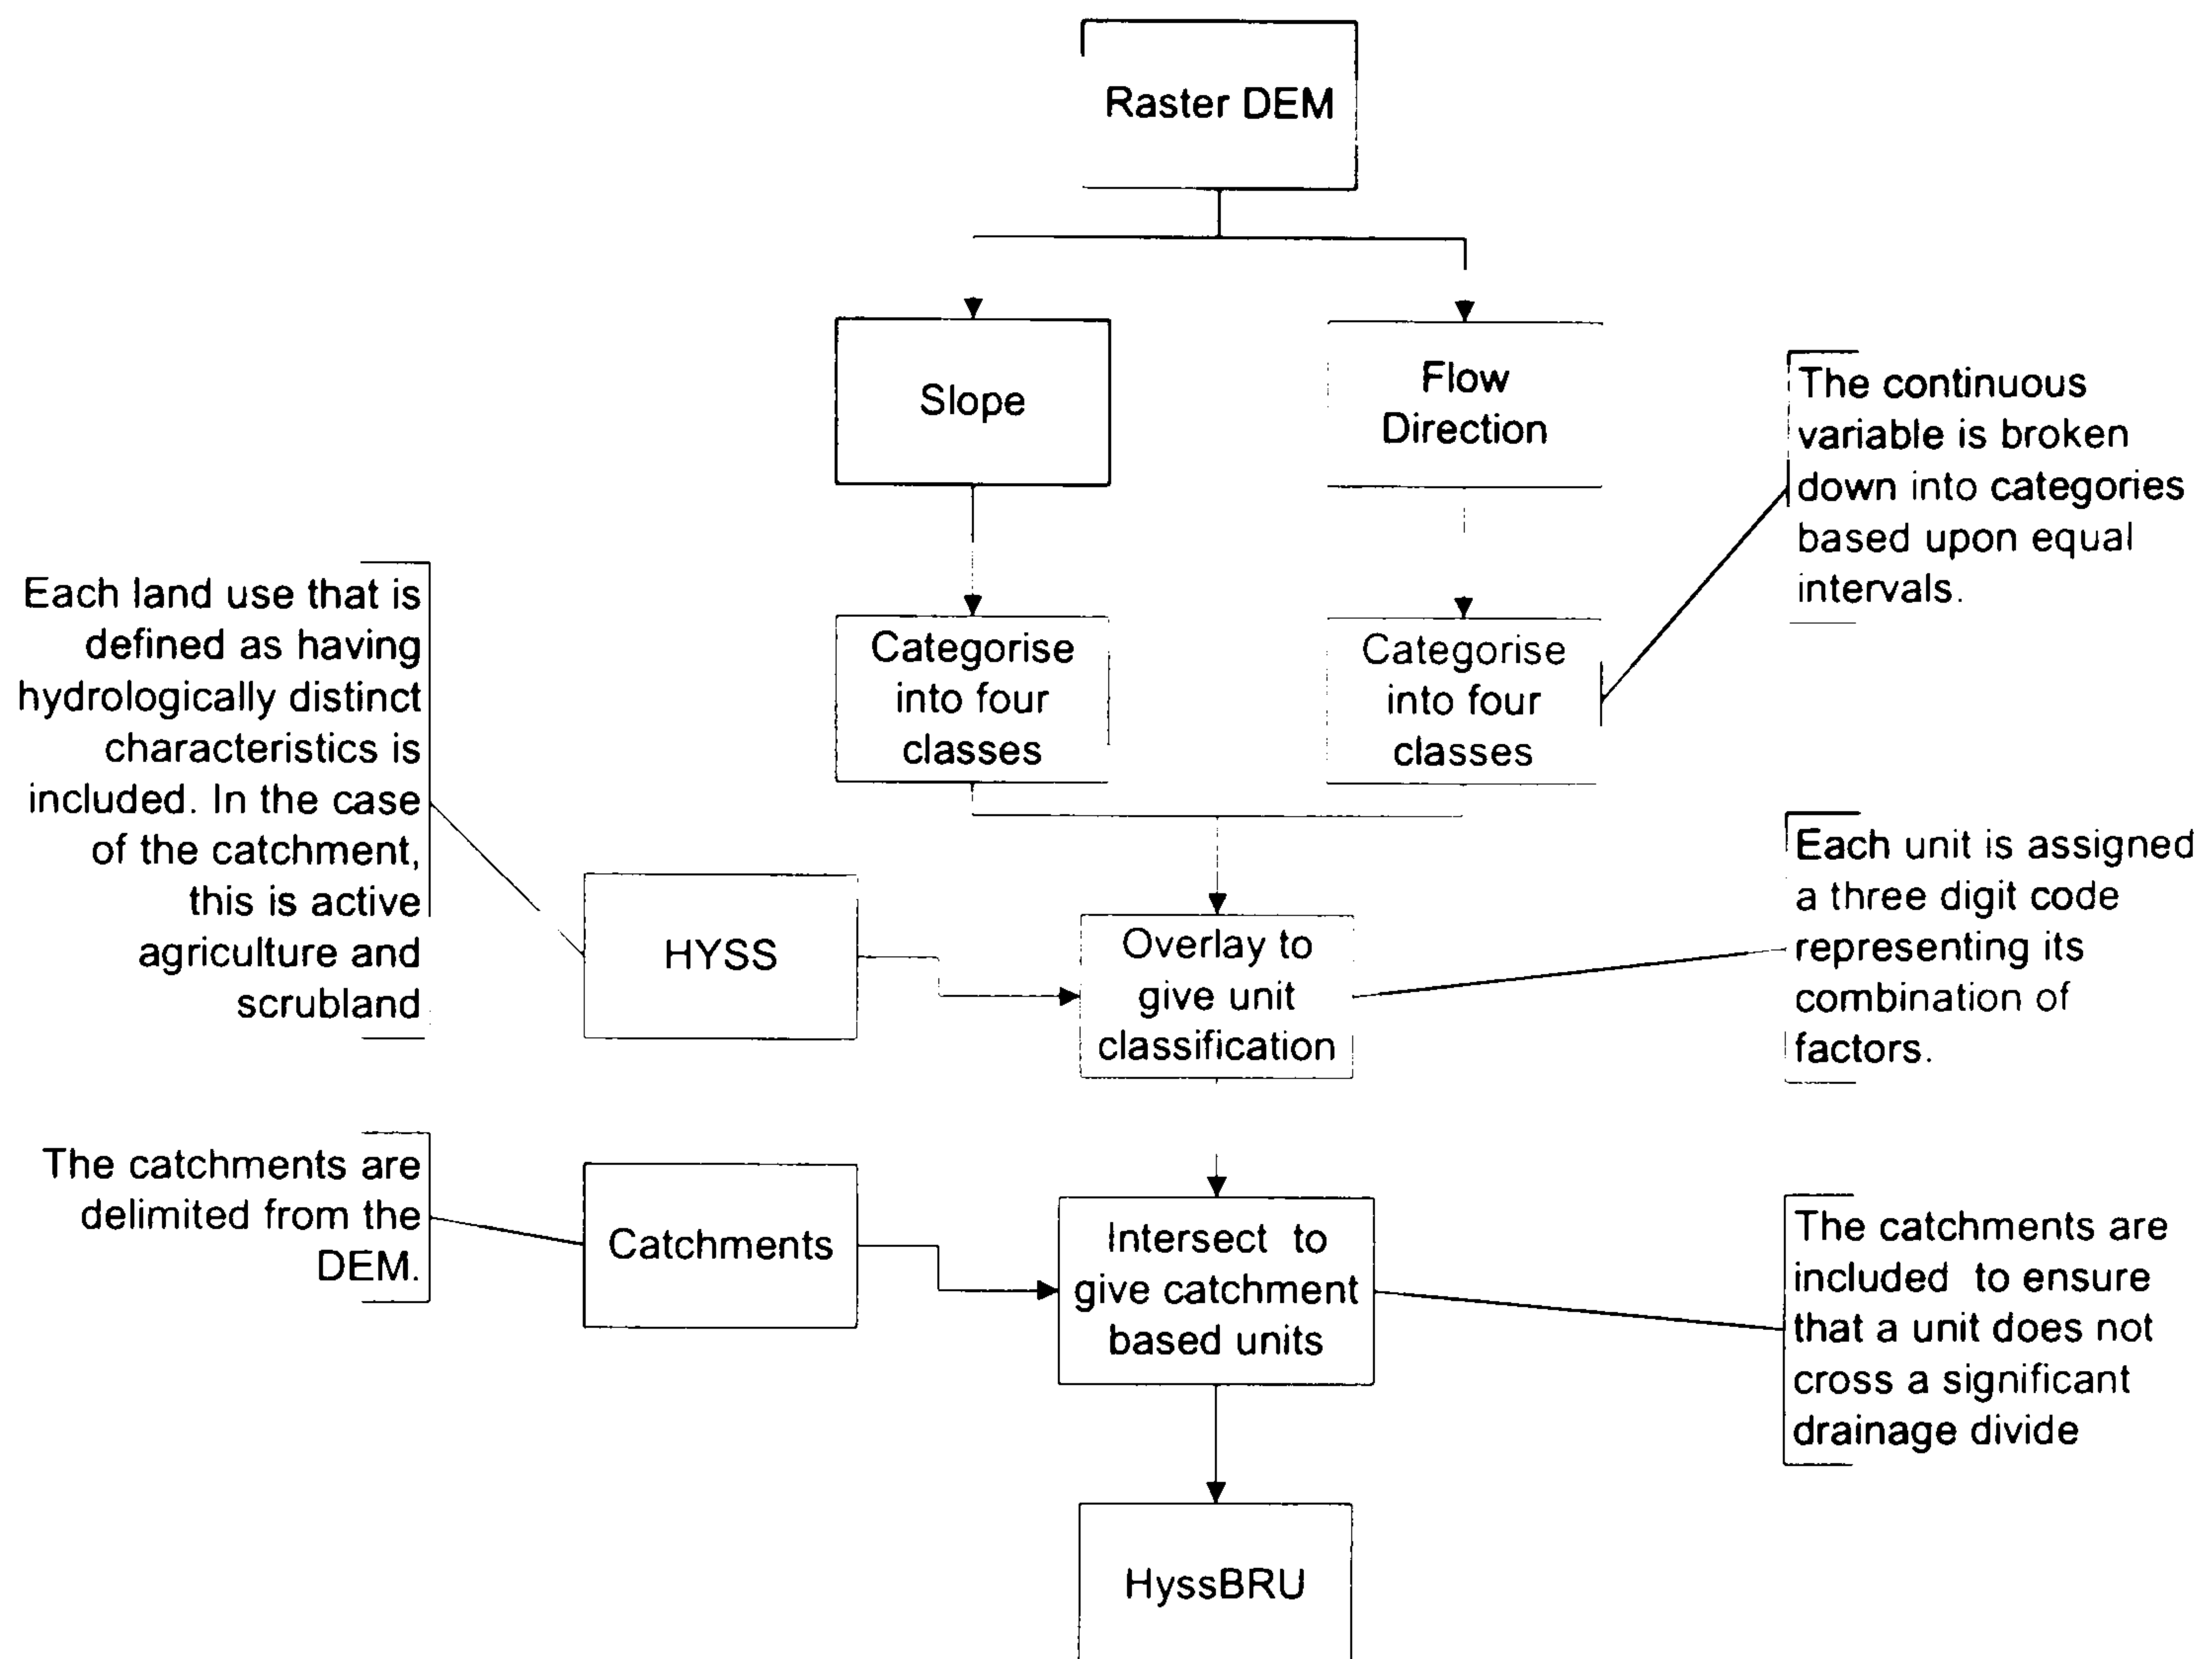 Raster DEM
Slope
Flow
Direction
The continuous
variable is broken
down into categories
based upon equal
intervals.
Each land use that is
defined as having
hydrologically distinct
characteristics is
included. In the case
of the catchment,
this is active
agriculture and
scrubland
Categorise
into four
classes
Categorise
into four
classes
HYSS
Overlay to
give unit
classification
Each unit is assigned
a three digit code
representing its
combination of
factors.
The catchments are
delimited from the
DEM.
Catchments
Intersect to
give catchment
based units
The catchments are
included to ensure
that a unit does not
cross a significant
drainage divide
HyssBRU